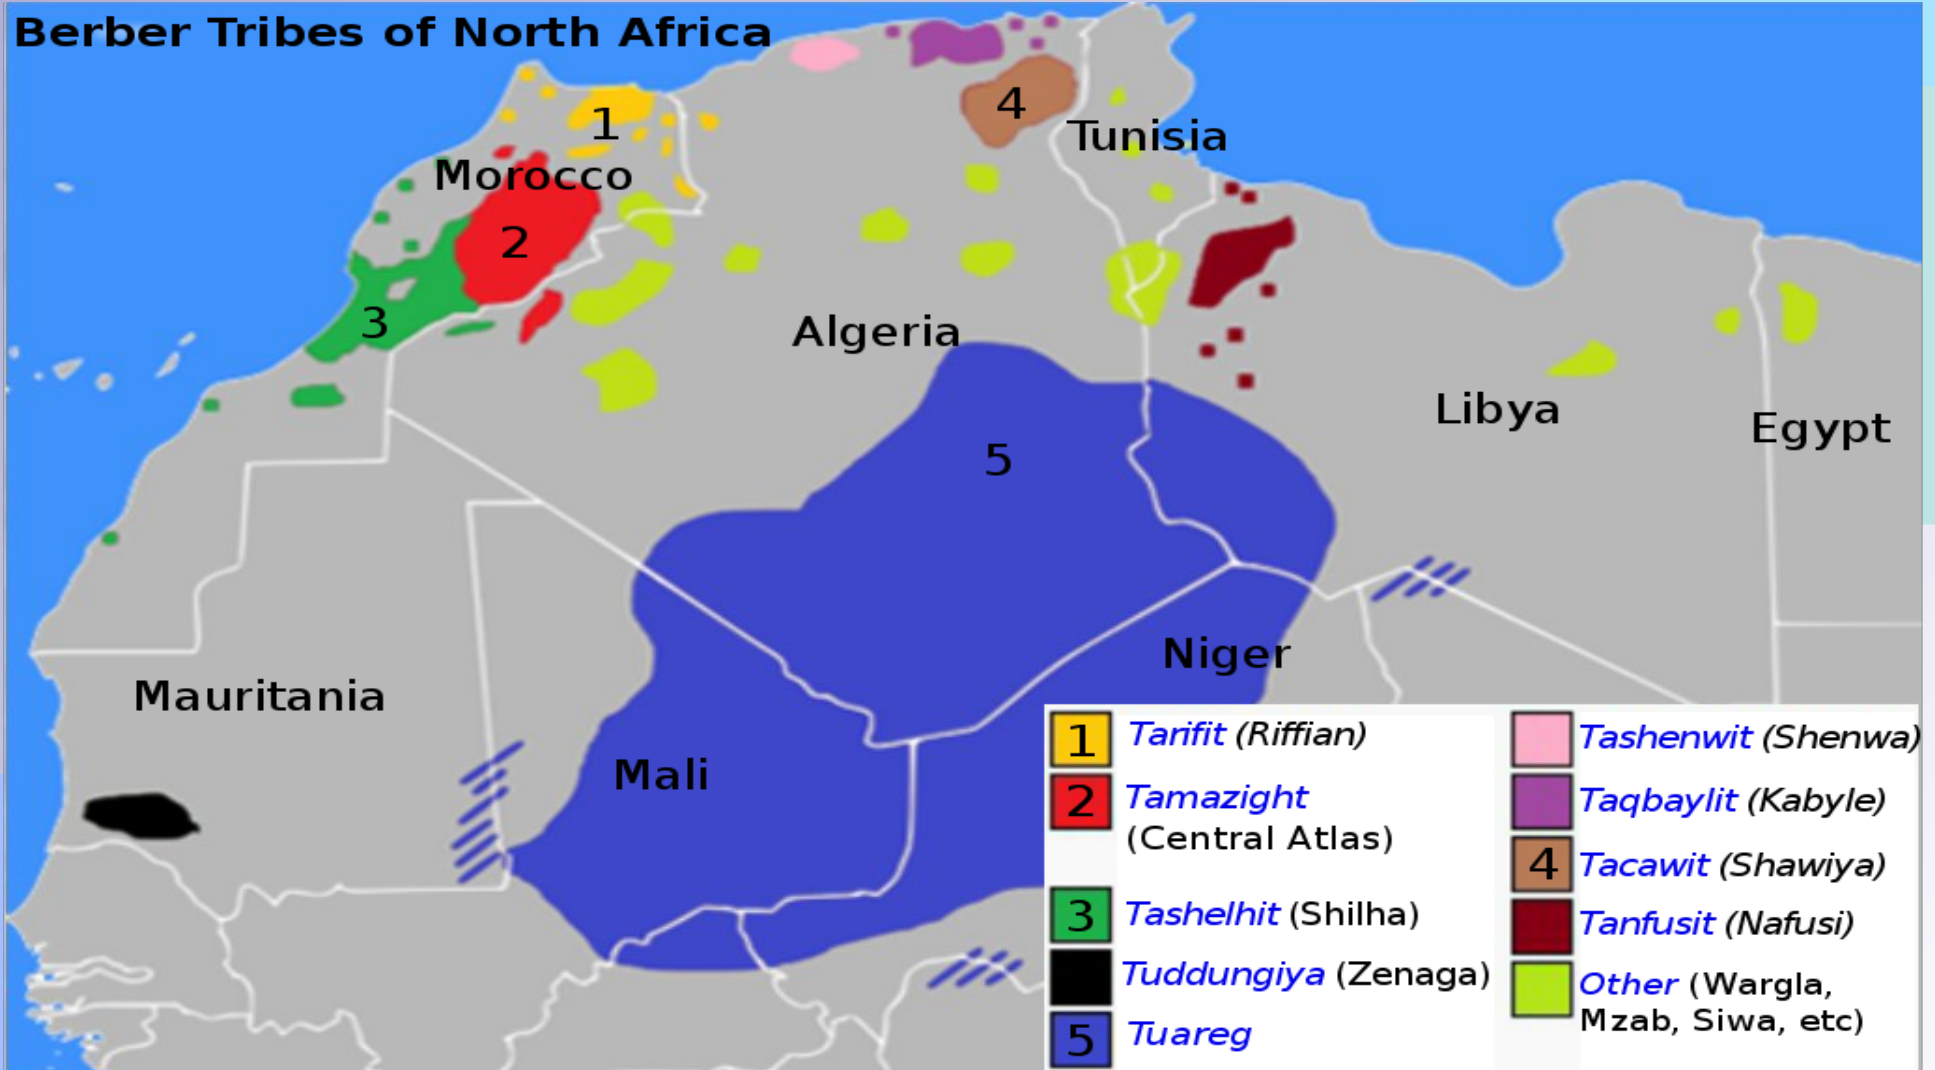 Berber Tribes of North Africa
1
4
Tunisia
Morocco
2
3
Algeria
Libya
Egypt
5
Niger
Mauritania
Mali
1 Tarifit (Riffian)
2 Tamazight
(Central Atlas)
3 Tashelhit (Shilha)
Tuddungiya (Zenaga)
5 Tuareg
Tashenwit (Shenwa)
Taqbaylit (Kabyle)
4 Tacawit (Shawiya)
Tanfusit (Nafusi)
Other (Wargla,
Mzab, Siwa, etc)